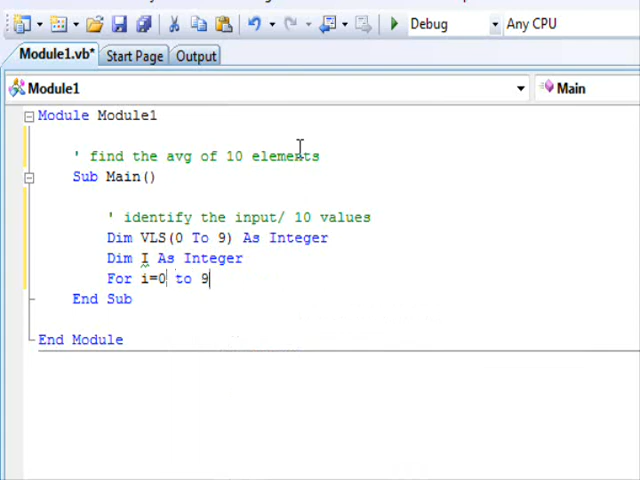 Debug Any CPU
Module1.vb* Start Page Output
Module1 Main
Module Module1
' find the avg of 10 elements
Sub Main()
' identify the input/ 10 values
Dim VLS(0 To 9) As Integer
Dim I As Integer
For i=0 to 9
End Sub
End Module